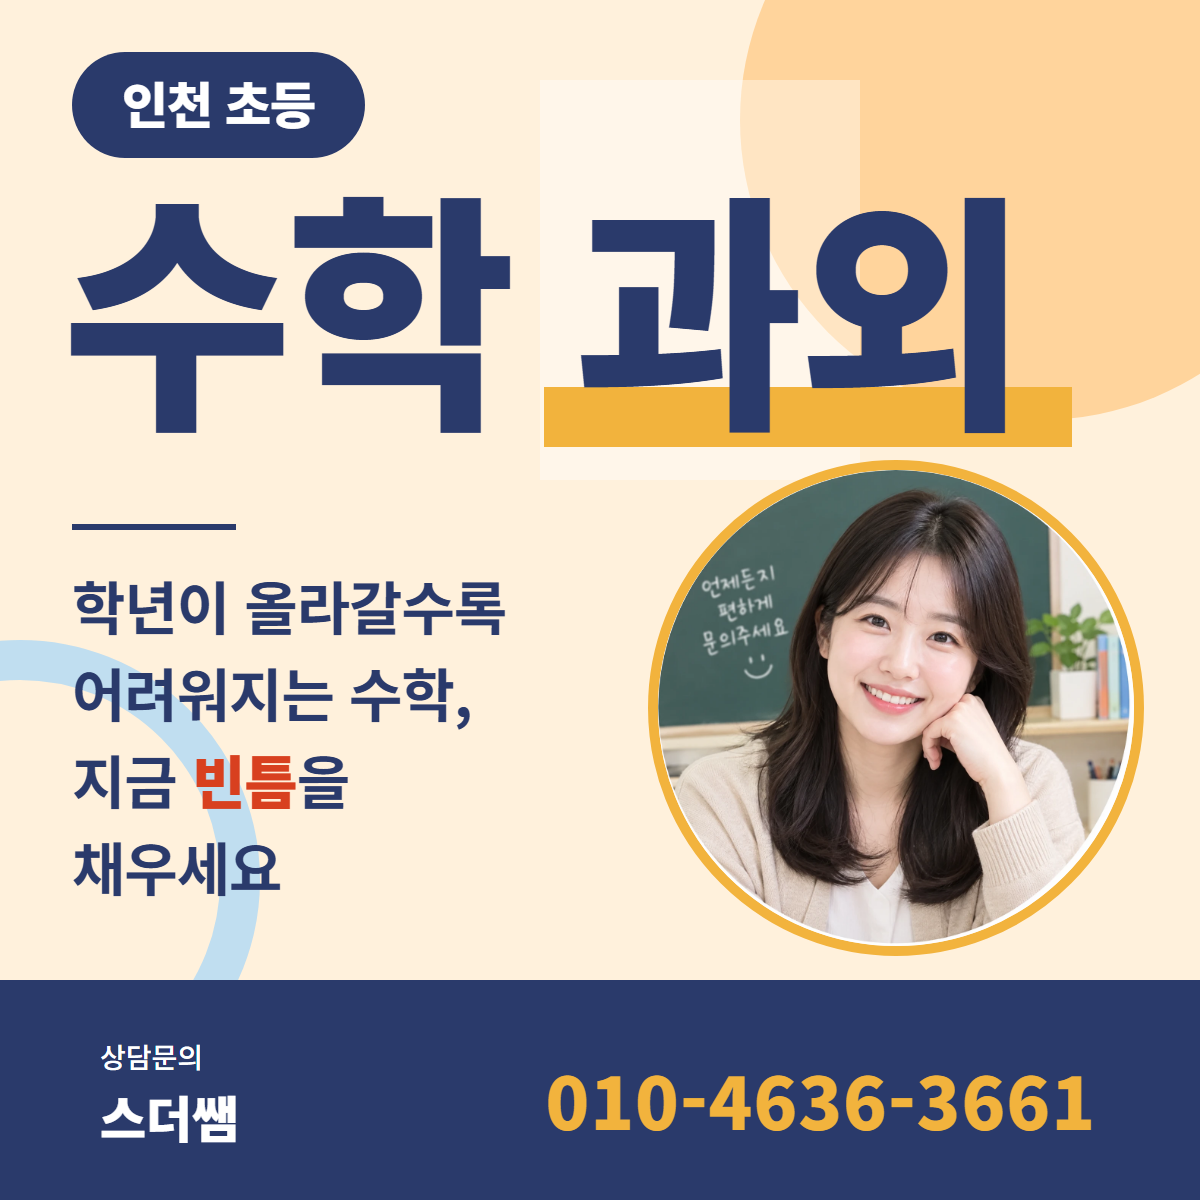 인천 초등
수학 과외
학년이 올라갈수록
어려워지는 수학,
지금 빈틈을
채우세요
언제든지
편하게
문의주세요
상담문의
스더쌤
010-4636-3661